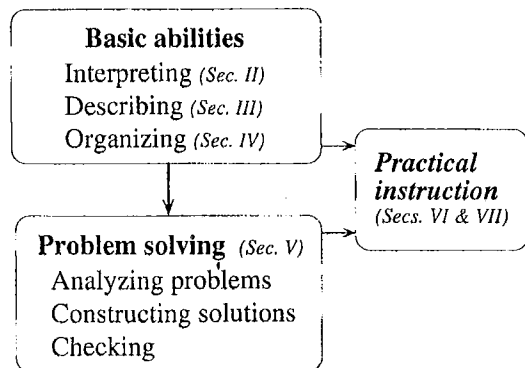 Basic abilities
Interpreting (Sec. II)
Describing (Sec. III)
Organizing (Sec. IV)
Practical
instruction
(Secs. VI & VII)
Problem solving (Sec. V)
Analyzing problems
Constructing solutions
Checking